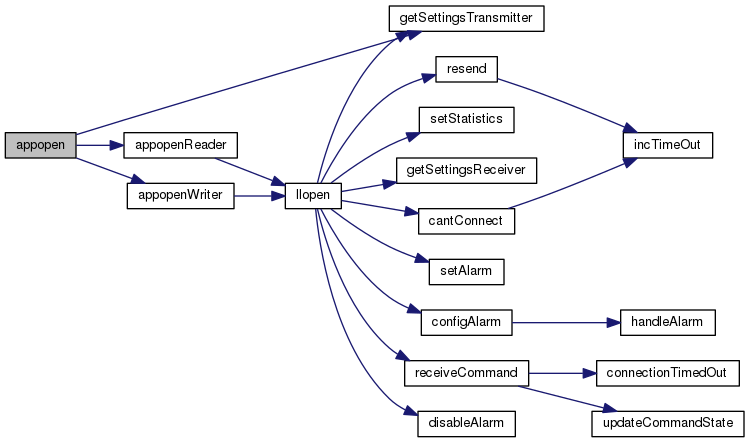 getSettingsTransmitter
resend
setStatistics
incTimeOut
appopen
appopenReader
getSettingsReceiver
appopenWriter
llopen
cantConnect
setAlarm
configAlarm
handleAlarm
receiveCommand
connectionTimedOut
disableAlarm
updateCommandState